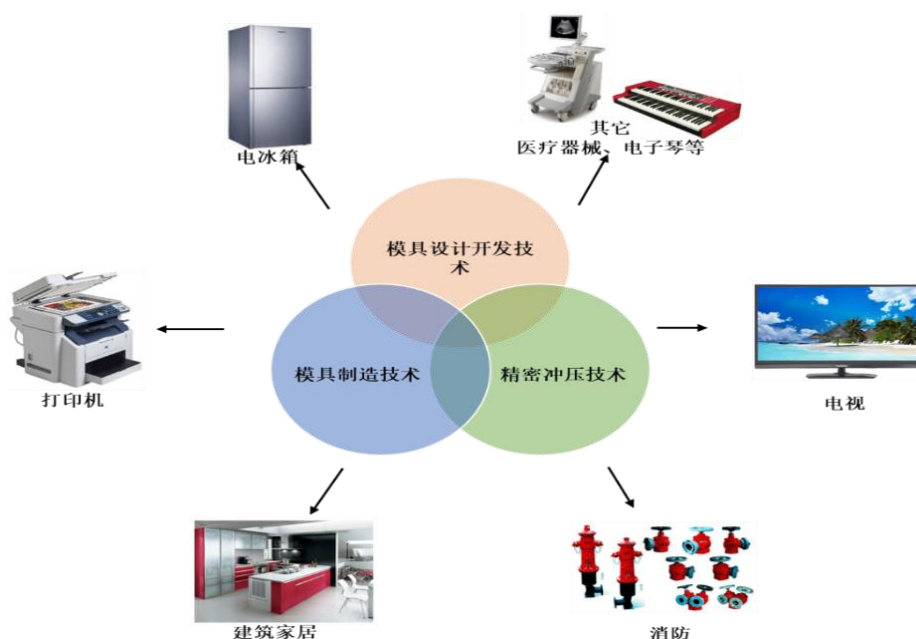 电冰箱
其它
医疗器械、电子琴等
模具设计开发技
术
模具制造技术
精密冲压技术
打印机
电视
建筑家居
消防